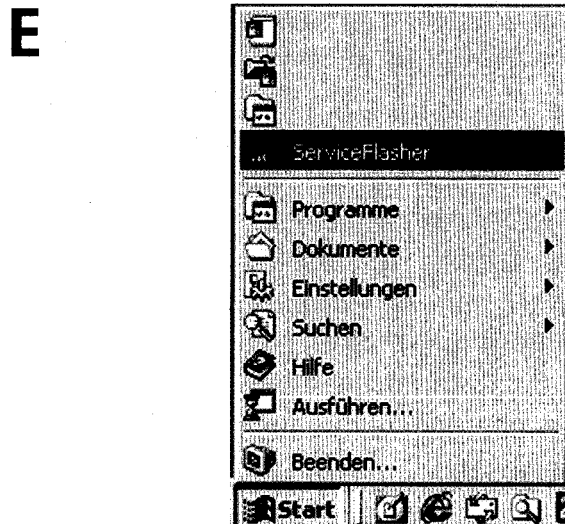 E
ServiceFlasher
Programme
Dokumente
Einstellungen
Suchen
Hilfe
Ausführen...
Beenden...
Start